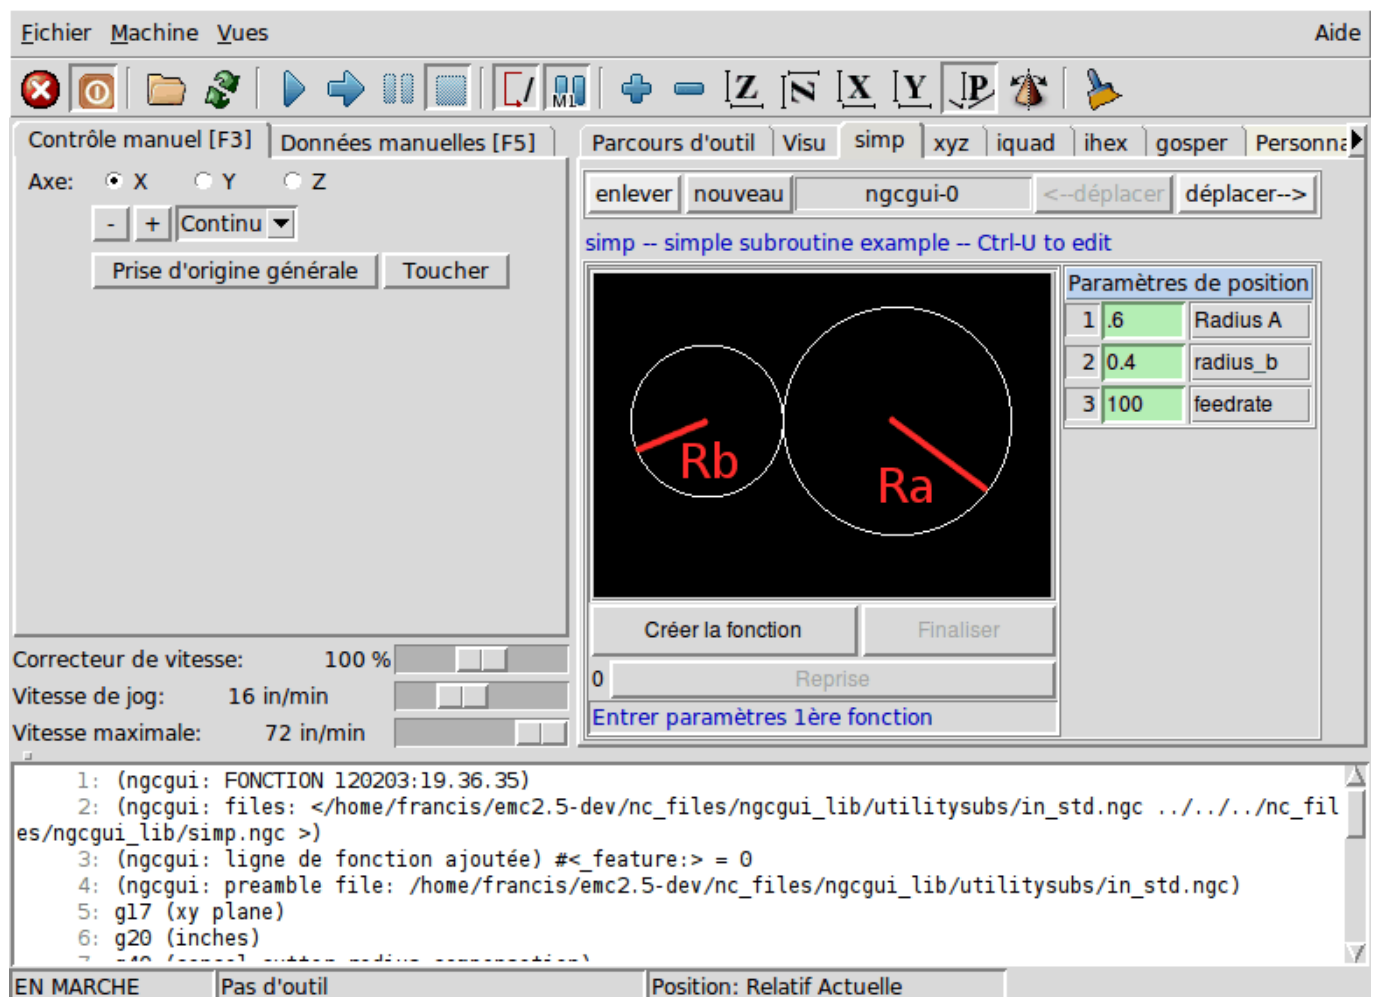 Fichier Machine Vues Aide
M1 Z N X Y P
Contrôle manuel [F3] Données manuelles [F5]
Axe: X Y Z
- + Continu
Prise d'origine générale Toucher
Parcours d'outil Visu simp xyz iquad ihex gosper Personna
enlever nouveau ngcgui-0 <--déplacer déplacer-->
simp -- simple subroutine example -- Ctrl-U to edit
Rb Ra
Paramètres de position
1 .6 Radius A
2 0.4 radius_b
3 100 feedrate
Créer la fonction Finaliser
0 Reprise
Entrer paramètres 1ère fonction
Correcteur de vitesse: 100 %
Vitesse de jog: 16 in/min
Vitesse maximale: 72 in/min
1: (ngcgui: FONCTION 120203:19.36.35)
2: (ngcgui: files: </home/francis/emc2.5-dev/nc_files/ngcgui_lib/utilitysubs/in_std.ngc ../../../nc_fil
es/ngcgui_lib/simp.ngc >)
3: (ngcgui: ligne de fonction ajoutée) #<_feature:> = 0
4: (ngcgui: preamble file: /home/francis/emc2.5-dev/nc_files/ngcgui_lib/utilitysubs/in_std.ngc)
5: g17 (xy plane)
6: g20 (inches)
EN MARCHE Pas d'outil Position: Relatif Actuelle